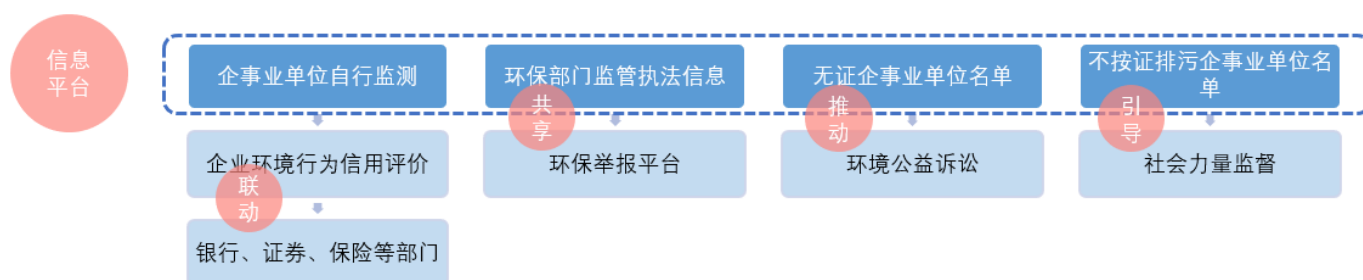 信息
平台
企事业单位自行监测
环保部门监管执法信息
无证企事业单位名单
不按证排污企事业单位名
单
共
享
推
动
引
导
企业环境行为信用评价
环保举报平台
环境公益诉讼
社会力量监督
联
动
银行、证券、保险等部门